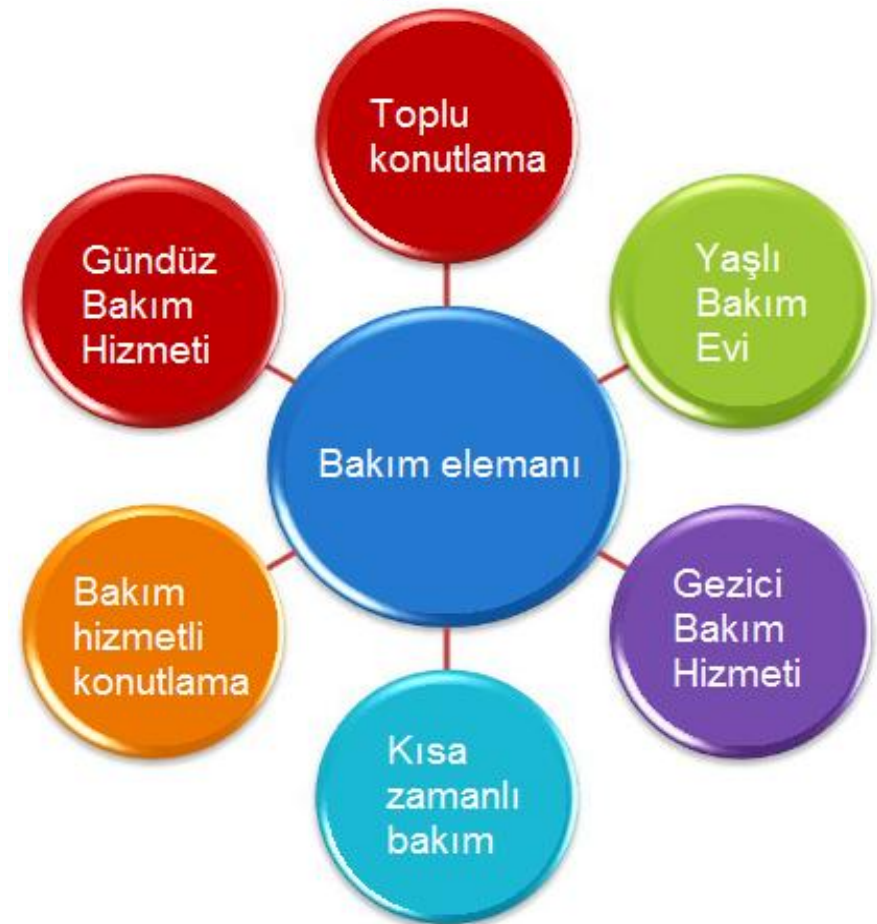 Toplu
konutlama
Yaşlı
Bakım
Evi
Gezici
Bakım
Hizmeti
Kısa
zamanlı
bakım
Bakım
hizmetli
konutlama
Gündüz
Bakım
Hizmeti
Bakım elemanı